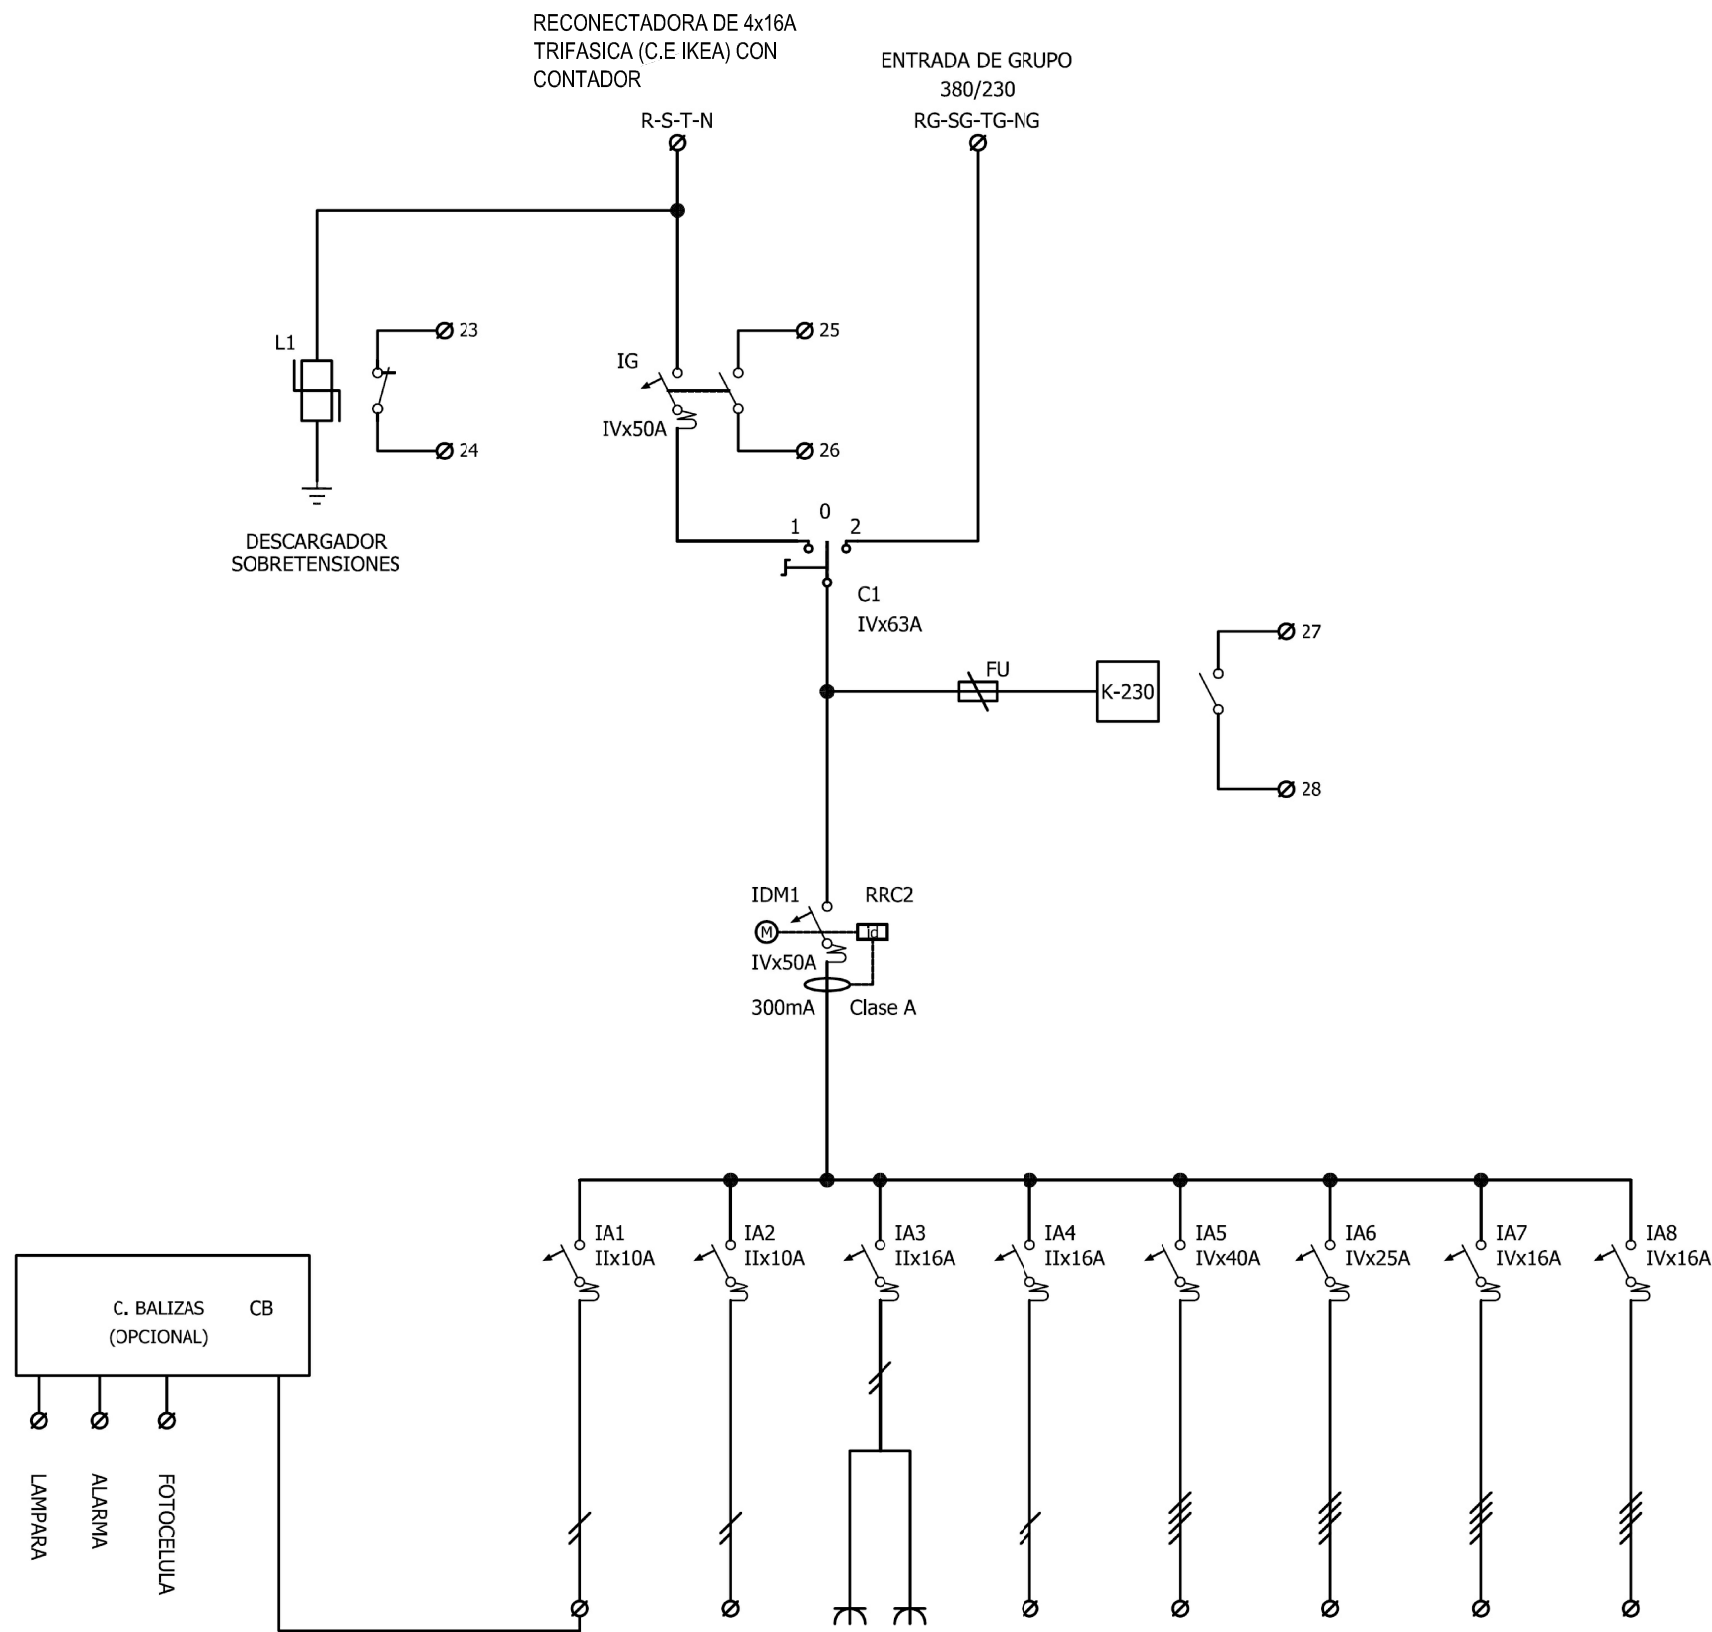 RECONECTADORA DE 4x16A
TRIFASICA (C.E IKEA) CON
CONTADOR
ENTRADA DE GRUPO
380/230
R-S-T-N
RG-SG-TG-NG
L1
23
24
IG
IVx50A
25
26
DESCARGADOR
SOBRETENSIONES
1
0
2
C1
IVx63A
FU
K-230
27
28
IDM1
RRC2
M
id
IVx50A
300mA
Clase A
IA1
IIx10A
IA2
IIx10A
IA3
IIx16A
IA4
IIx16A
IA5
IVx40A
IA6
IVx25A
IA7
IVx16A
IA8
IVx16A
C. BALIZAS
(OPCIONAL)
CB
LAMPARA
ALARMA
FOTOCELULA